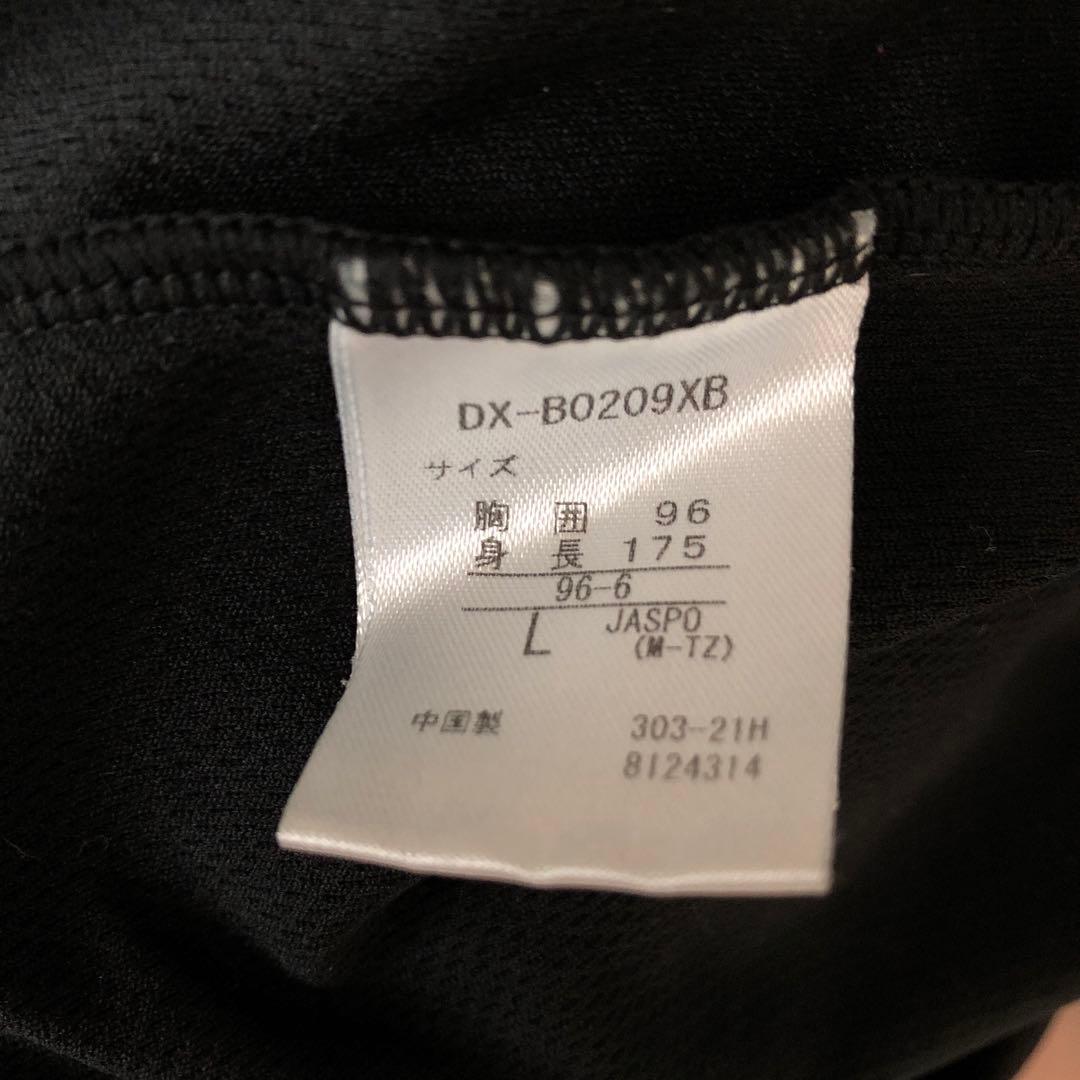 DX-B0209XB
サイズ
胸 囲 96
身 長 175
96-6
L JASPO
(M-TZ)
中国製 303-21H
8124314